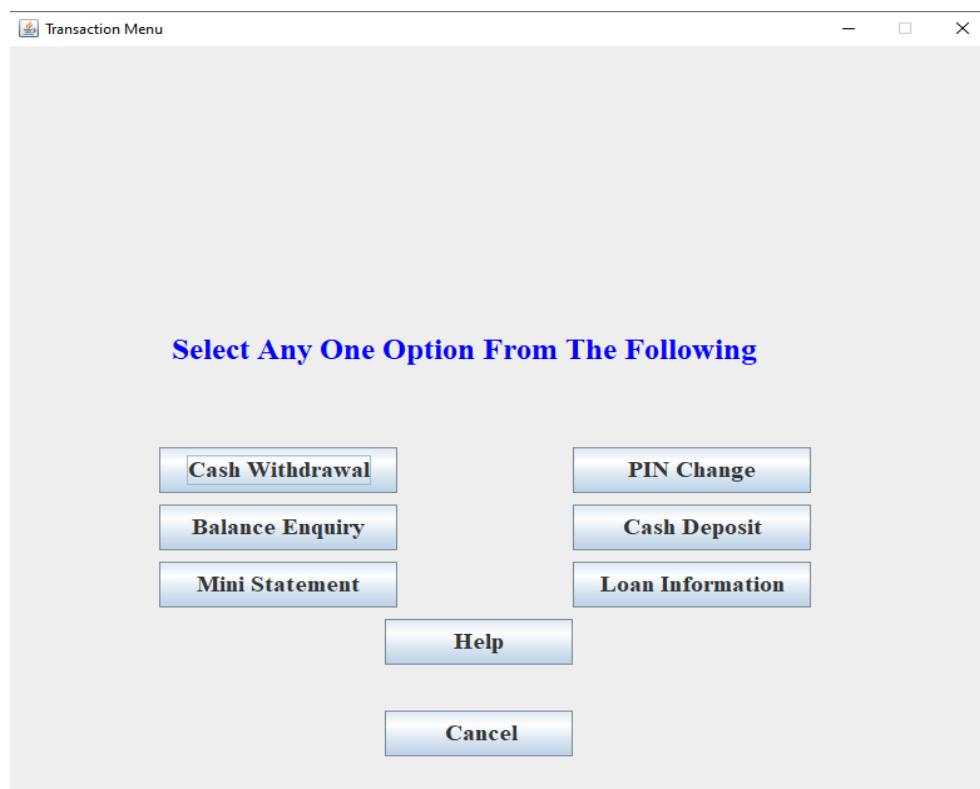 Transaction Menu
Select Any One Option From The Following
Cash Withdrawal
PIN Change
Balance Enquiry
Cash Deposit
Mini Statement
Loan Information
Help
Cancel